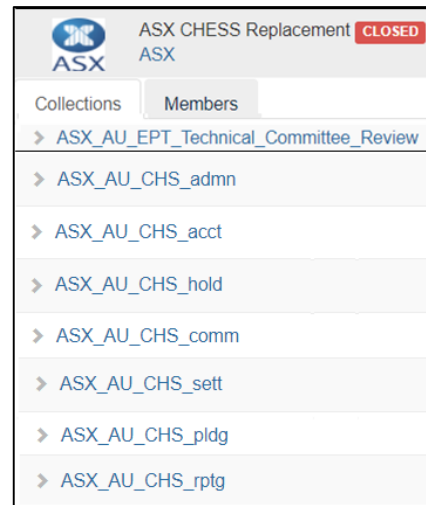 ASX CHESS Replacement CLOSED
ASX
ASX
Collections Members
ASX_AU_EPT_Technical_Committee_Review
ASX_AU_CHS_admn
ASX_AU_CHS_acct
ASX_AU_CHS_hold
ASX_AU_CHS_comm
ASX_AU_CHS_sett
ASX_AU_CHS_pldg
ASX_AU_CHS_rptg